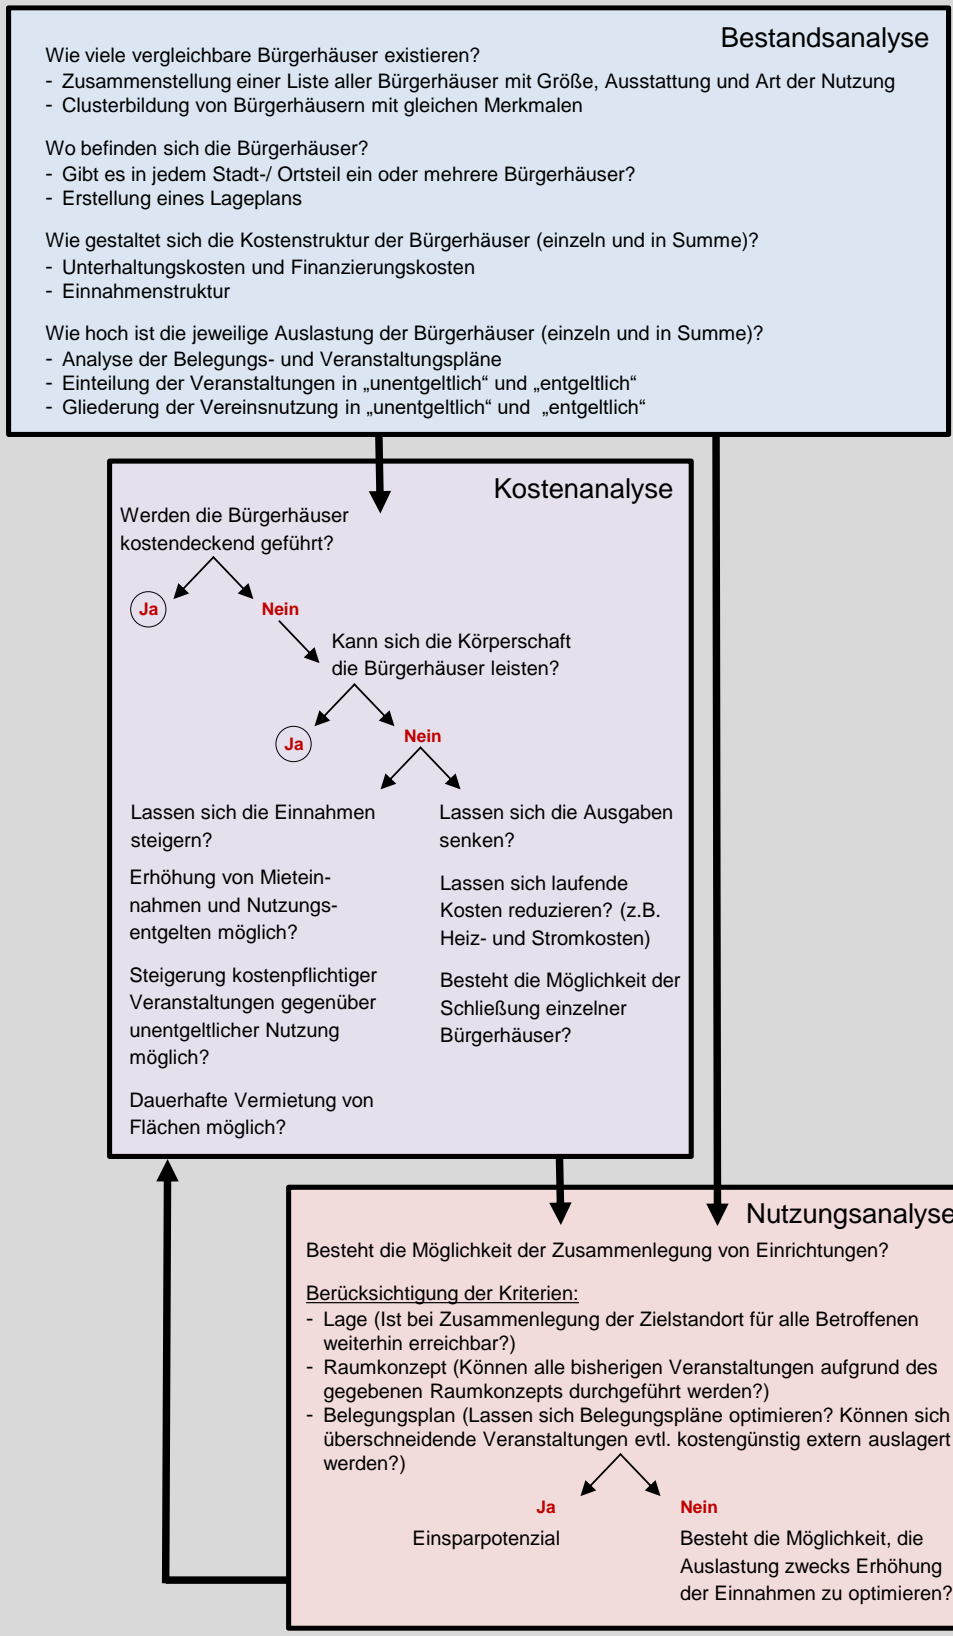 Bestandsanalyse
Wie viele vergleichbare Bürgerhäuser existieren?
- Zusammenstellung einer Liste aller Bürgerhäuser mit Größe, Ausstattung und Art der Nutzung
- Clusterbildung von Bürgerhäusern mit gleichen Merkmalen
Wo befinden sich die Bürgerhäuser?
- Gibt es in jedem Stadt-/ Ortsteil ein oder mehrere Bürgerhäuser?
- Erstellung eines Lageplans
Wie gestaltet sich die Kostenstruktur der Bürgerhäuser (einzeln und in Summe)?
- Unterhaltungskosten und Finanzierungskosten
- Einnahmenstruktur
Wie hoch ist die jeweilige Auslastung der Bürgerhäuser (einzeln und in Summe)?
- Analyse der Belegungs- und Veranstaltungspläne
- Einteilung der Veranstaltungen in „unentgeltlich“ und „entgeltlich“
- Gliederung der Vereinsnutzung in „unentgeltlich“ und „entgeltlich“
Kostenanalyse
Werden die Bürgerhäuser
kostendeckend geführt?
Ja
Nein
Kann sich die Körperschaft
die Bürgerhäuser leisten?
Ja
Nein
Lassen sich die Einnahmen
steigern?
Erhöhung von Mietein-
nahmen und Nutzungs-
entgelten möglich?
Steigerung kostenpflichtiger
Veranstaltungen gegenüber
unentgeltlicher Nutzung
möglich?
Dauerhafte Vermietung von
Flächen möglich?
Lassen sich die Ausgaben
senken?
Lassen sich laufende
Kosten reduzieren? (z.B.
Heiz- und Stromkosten)
Besteht die Möglichkeit der
Schließung einzelner
Bürgerhäuser?
Nutzungsanalyse
Besteht die Möglichkeit der Zusammenlegung von Einrichtungen?
Berücksichtigung der Kriterien:
- Lage (Ist bei Zusammenlegung der Zielstandort für alle Betroffenen
weiterhin erreichbar?)
- Raumkonzept (Können alle bisherigen Veranstaltungen aufgrund des
gegebenen Raumkonzepts durchgeführt werden?)
- Belegungsplan (Lassen sich Belegungspläne optimieren? Können sich
überschneidende Veranstaltungen evtl. kostengünstig extern auslagert
werden?)
Ja
Einsparpotenzial
Nein
Besteht die Möglichkeit, die
Auslastung zwecks Erhöhung
der Einnahmen zu optimieren?